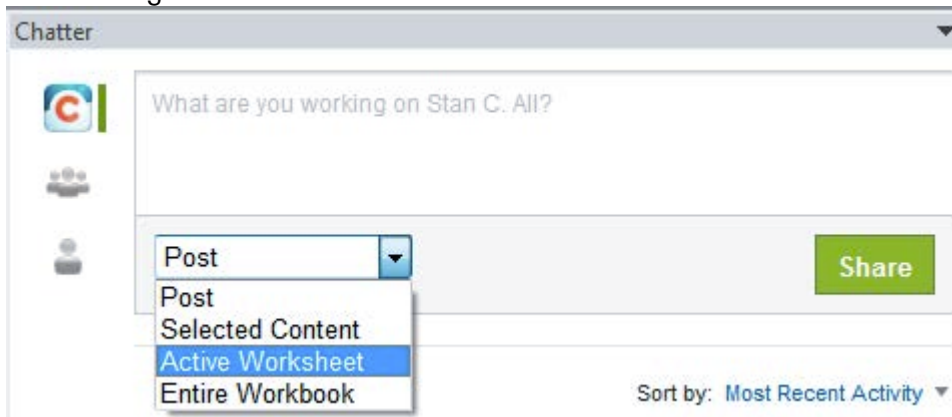 Chatter
C
What are you working on Stan C. All?
Post
Share
Post
Selected Content
Active Worksheet
Entire Workbook
Sort by: Most Recent Activity